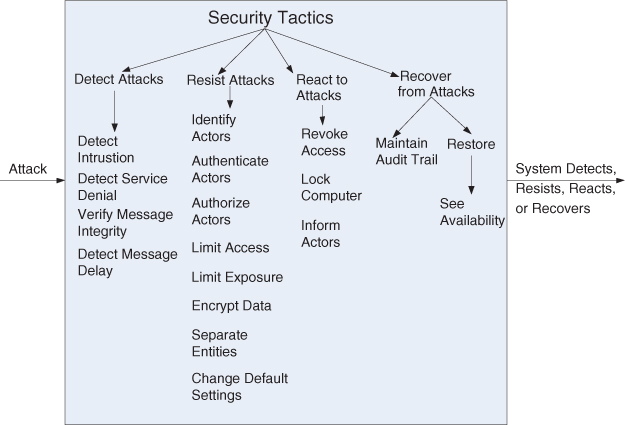 Security Tactics
Detect Attacks
Resist Attacks
React to
Attacks
Recover
from Attacks
Detect
Intrustion
Detect Service
Denial
Verify Message
Integrity
Detect Message
Delay
Identify
Actors
Authenticate
Actors
Authorize
Actors
Limit Access
Limit Exposure
Encrypt Data
Separate
Entities
Change Default
Settings
Revoke
Access
Lock
Computer
Inform
Actors
Maintain
Audit Trail
Restore
See
Availability
Attack
System Detects,
Resists, Reacts,
or Recovers